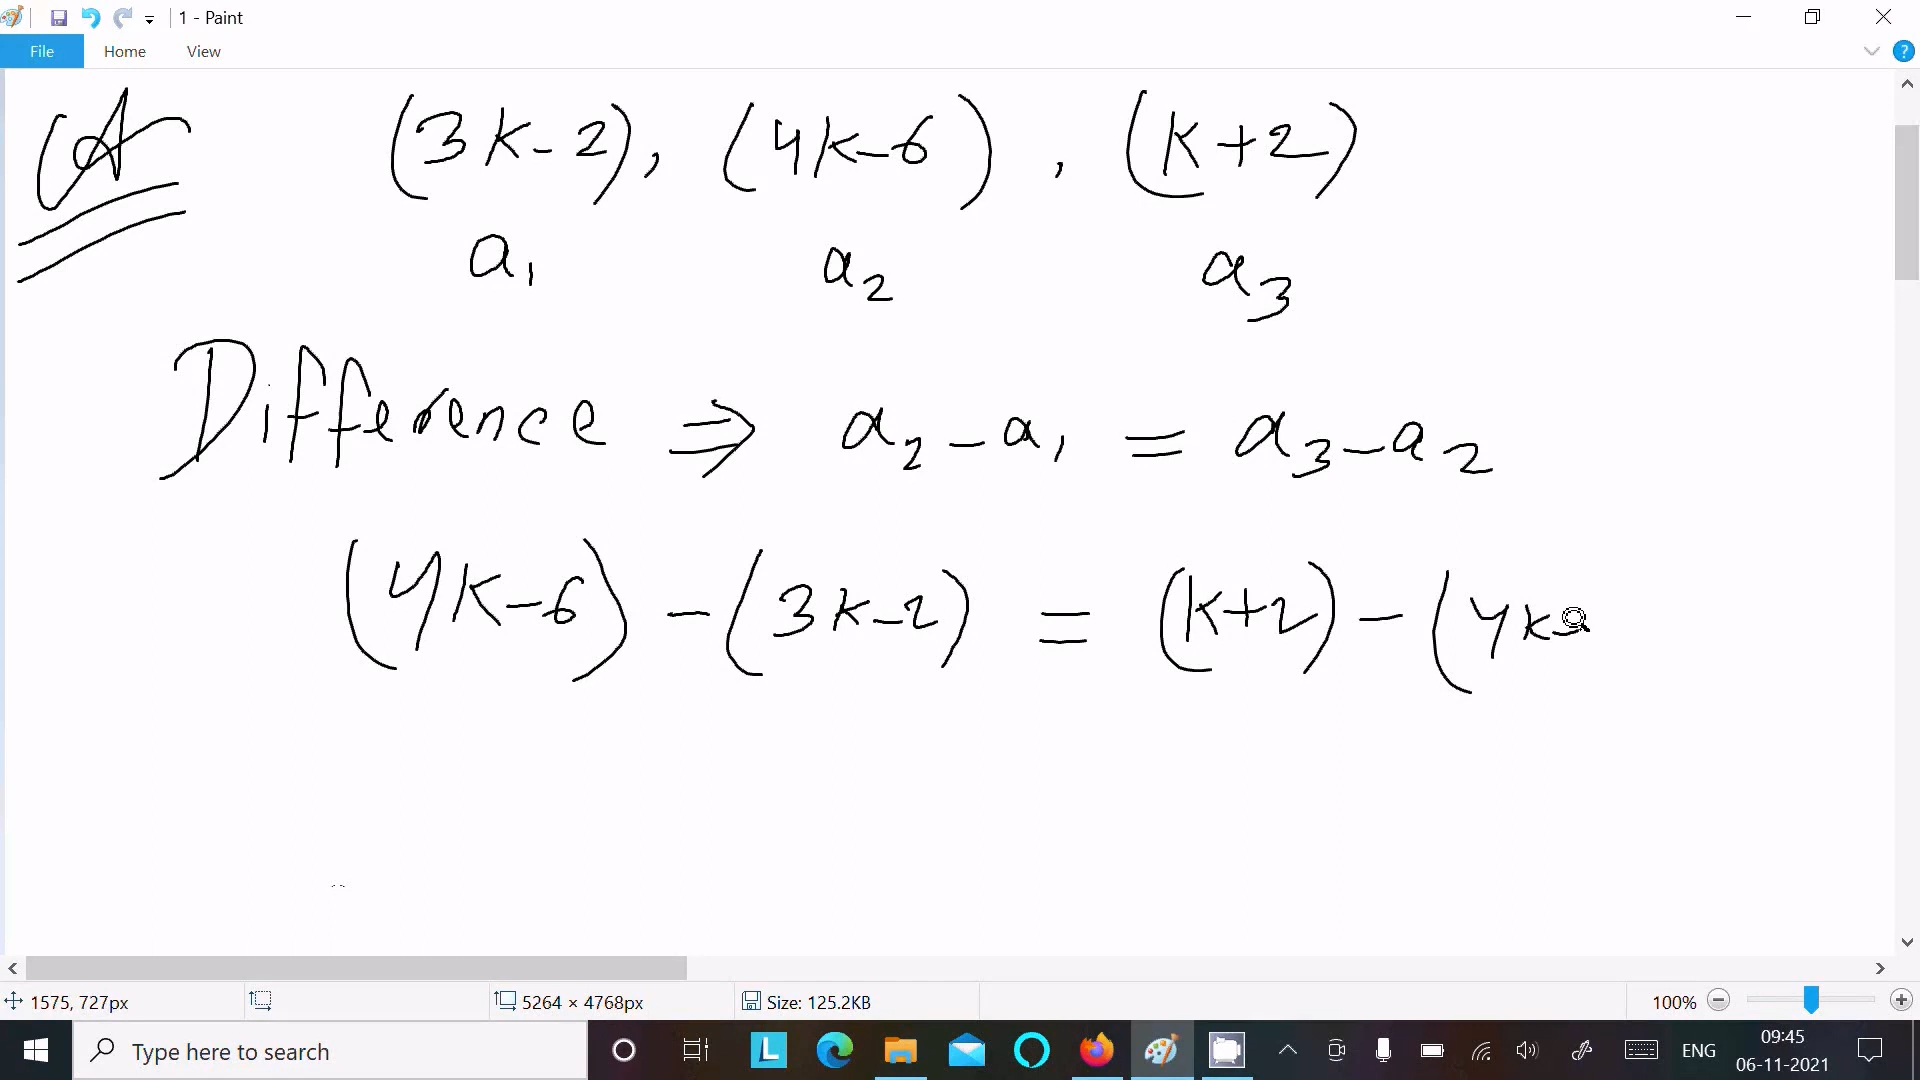 1 - Paint
File Home View
A (3k-2), (4k-6), (k+2)
a₁ a₂ a₃
Difference ⇒ a₂-a₁ = a₃-a₂
(4k-6) - (3k-2) = (k+2) - (4k-
1575, 727px 5264 × 4768px Size: 125.2KB 100%
Type here to search L ENG 09:45
06-11-2021